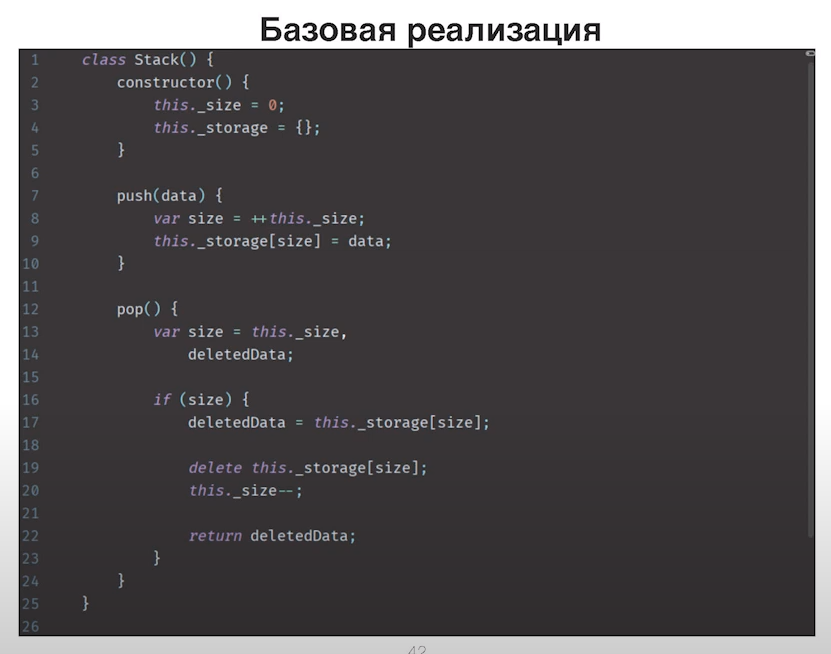 Базовая реализация
1 class Stack() {
2 constructor() {
3 this._size = 0;
4 this._storage = {};
5 }
6
7 push(data) {
8 var size = ++this._size;
9 this._storage[size] = data;
10 }
11
12 pop() {
13 var size = this._size,
14 deletedData;
15
16 if (size) {
17 deletedData = this._storage[size];
18
19 delete this._storage[size];
20 this._size--;
21
22 return deletedData;
23 }
24 }
25 }
26
42